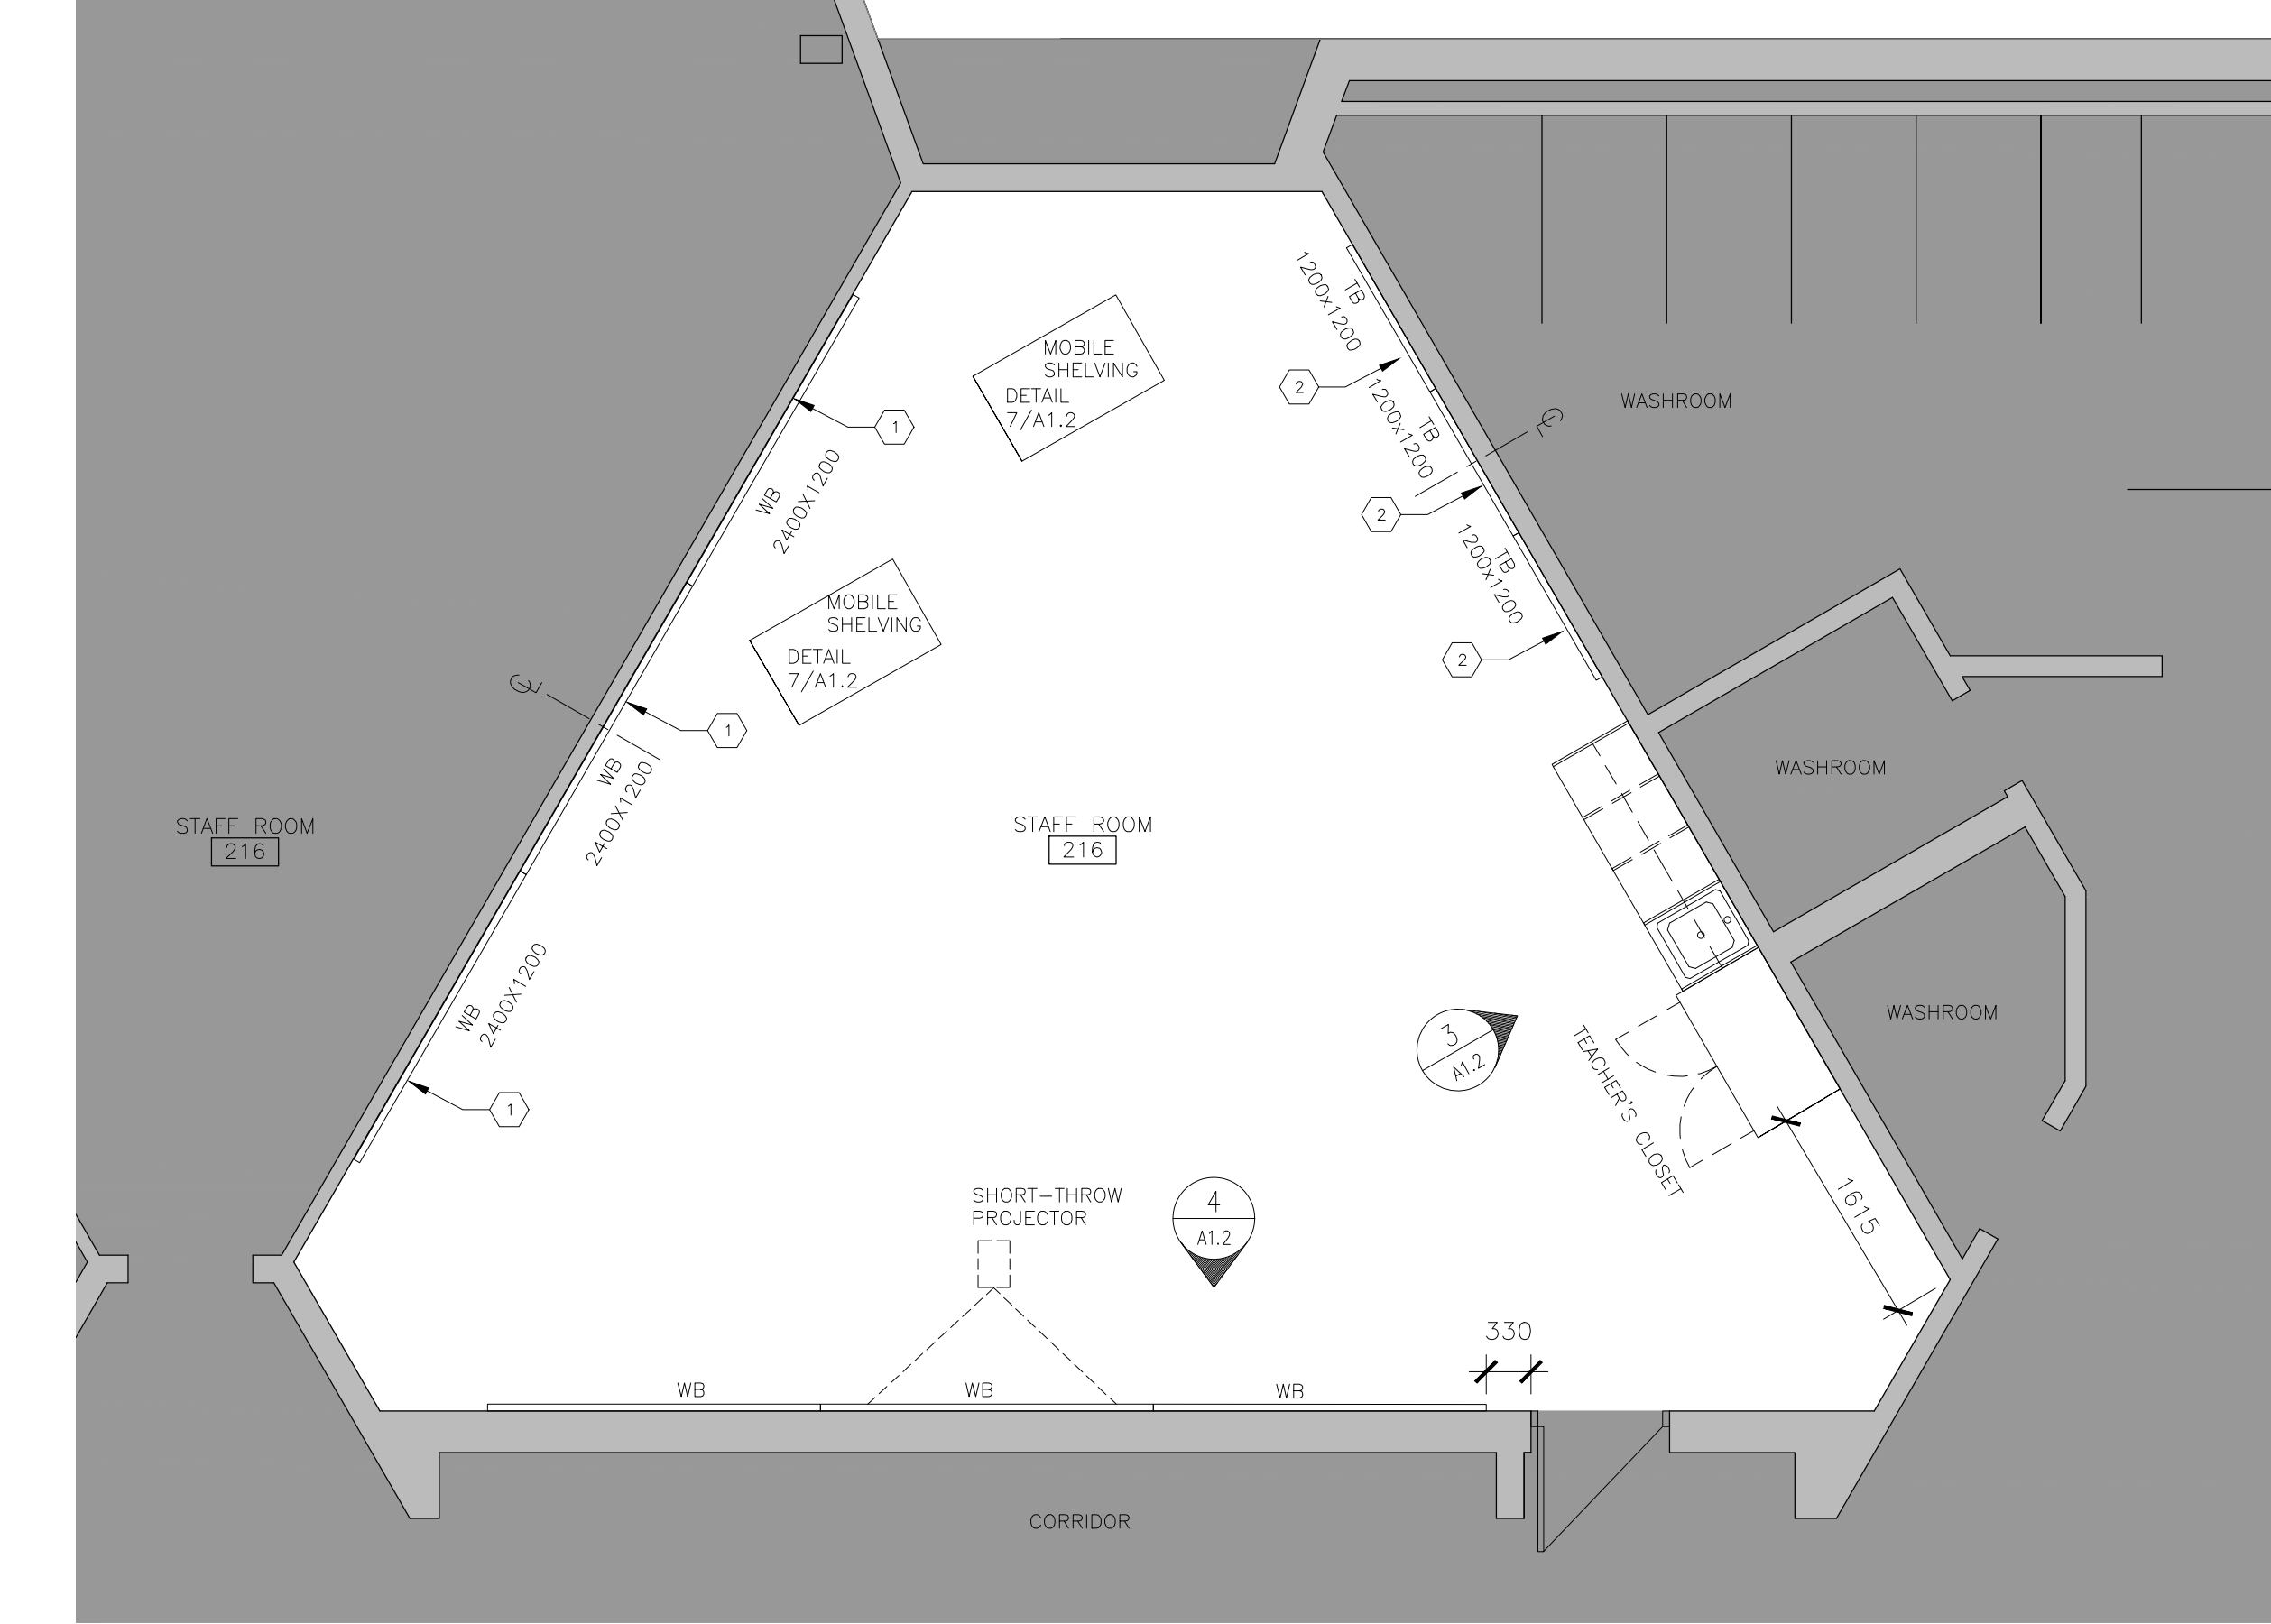 1200x1200
TB
MOBILE
SHELVING
DETAIL
7/A1.2
2
1200x1200
TB
WASHROOM
℄
1
WB
2400X1200
2
1200x1200
TB
MOBILE
SHELVING
DETAIL
7/A1.2
2
℄
1
WB
2400X1200
WASHROOM
STAFF ROOM
216
STAFF ROOM
216
WB
2400X1200
1
3
A1.2
WASHROOM
TEACHER'S CLOSET
1615
SHORT-THROW
PROJECTOR
4
A1.2
330
WB
WB
WB
CORRIDOR